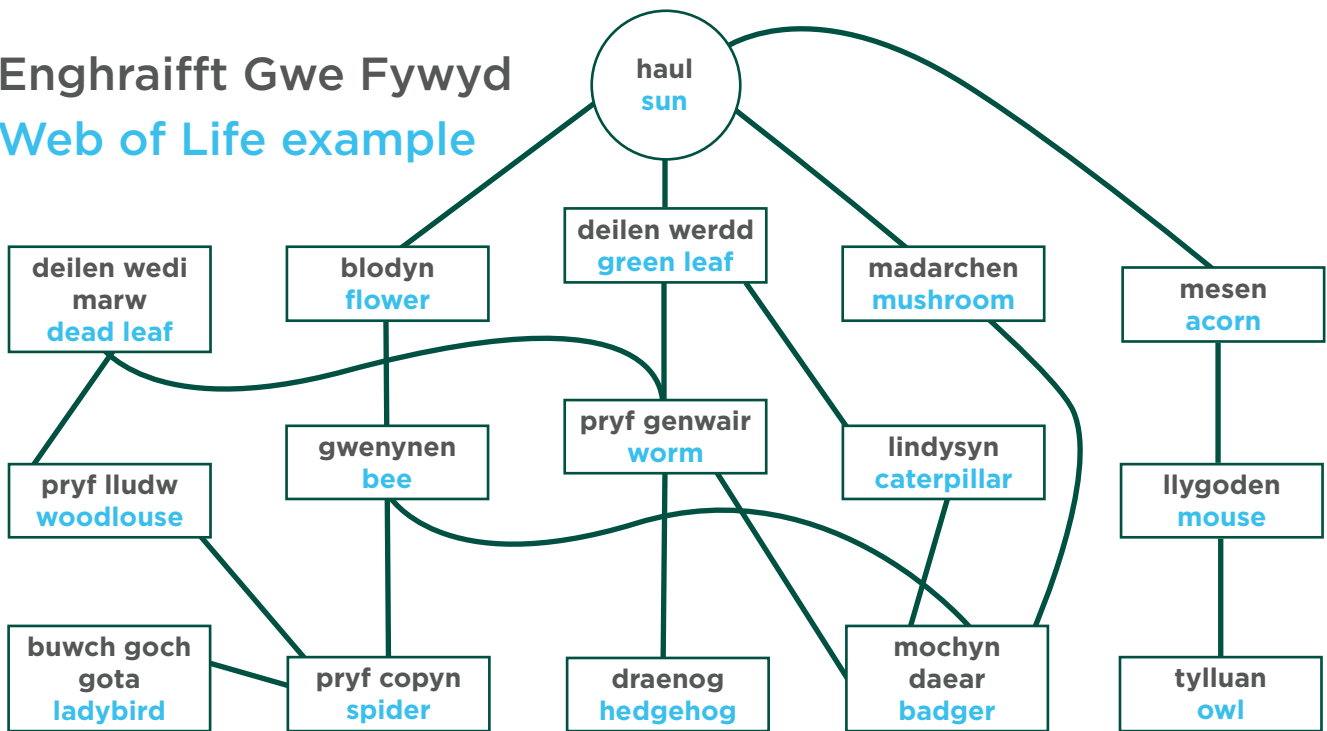 Enghraifft Gwe Fywyd
Web of Life example
haul
sun
deilen wedi
marw
dead leaf
blodyn
flower
deilen werdd
green leaf
madarchen
mushroom
mesen
acorn
pryf lludw
woodlouse
gwenynen
bee
pryf genwair
worm
lindysyn
caterpillar
llygoden
mouse
buwch goch
gota
ladybird
pryf copyn
spider
draenog
hedgehog
mochyn
daear
badger
tylluan
owl